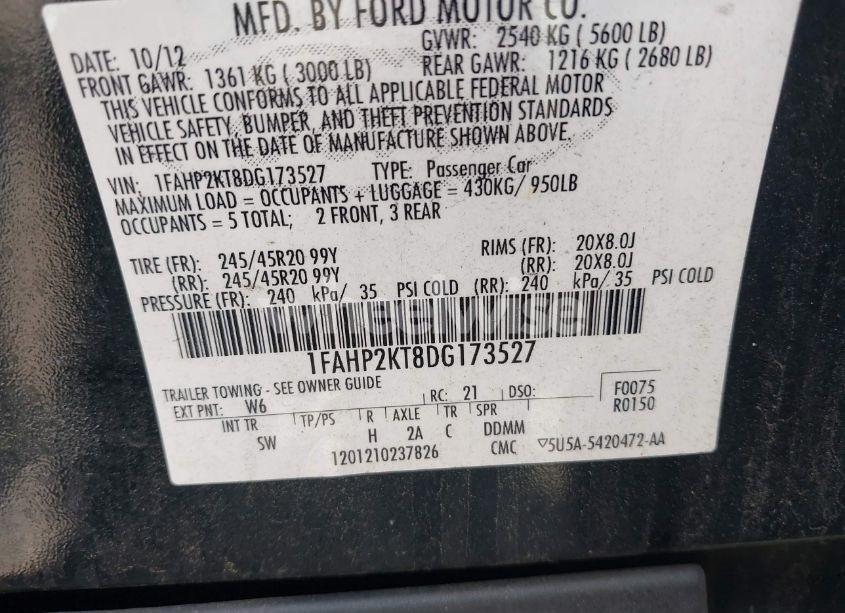 MFD. BY FORD MOTOR CO.
DATE: 10/12 GVWR: 2540 KG ( 5600 LB)
FRONT GAWR: 1361 KG ( 3000 LB) REAR GAWR: 1216 KG ( 2680 LB)
THIS VEHICLE CONFORMS TO ALL APPLICABLE FEDERAL MOTOR
VEHICLE SAFETY, BUMPER, AND THEFT PREVENTION STANDARDS
IN EFFECT ON THE DATE OF MANUFACTURE SHOWN ABOVE.
VIN: 1FAHP2KT8DG173527 TYPE: Passenger Car
MAXIMUM LOAD = OCCUPANTS + LUGGAGE = 430KG/ 950LB
OCCUPANTS = 5 TOTAL; 2 FRONT, 3 REAR
TIRE (FR): 245/45R20 99Y RIMS (FR): 20X8.0J
(RR): 245/45R20 99Y (RR): 20X8.0J
PRESSURE (FR): 240 kPa/ 35 PSI COLD (RR): 240 kPa/ 35 PSI COLD
1FAHP2KT8DG173527
TRAILER TOWING - SEE OWNER GUIDE
EXT PNT: W6 RC: 21 DSO: F0075
INT TR TP/PS R AXLE TR SPR R0150
SW H 2A C DDMM
1201210237826 CMC ▽5U5A-5420472-AA